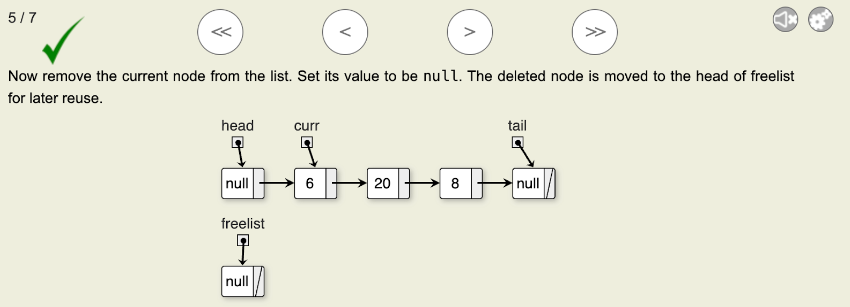 5 / 7
<< < > >>
Now remove the current node from the list. Set its value to be null. The deleted node is moved to the head of freelist
for later reuse.
head curr tail
null 6 20 8 null
freelist
null